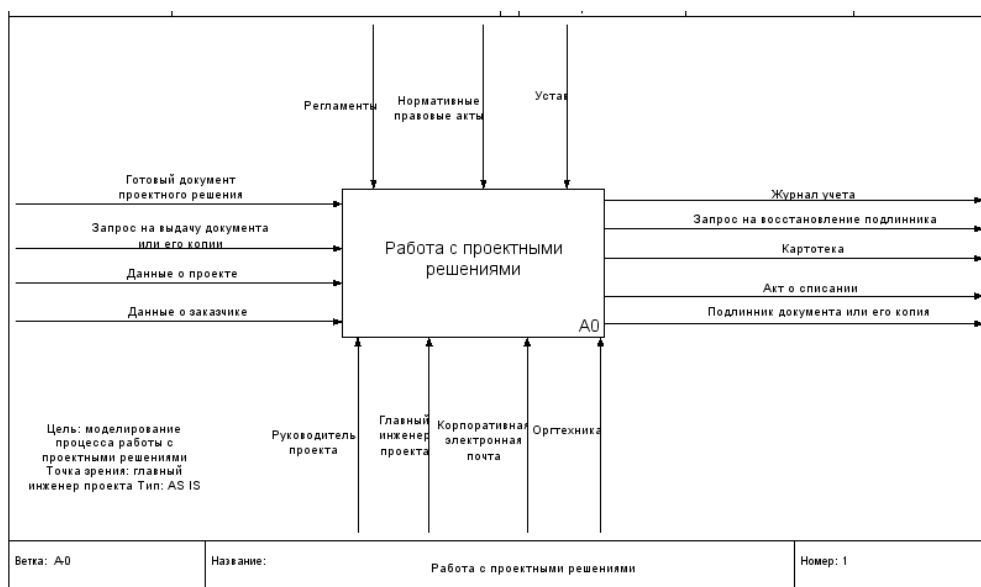 Регламенты
Нормативные
правовые акты
Устав
Готовый документ
проектного решения
Запрос на выдачу документа
или его копии
Данные о проекте
Данные о заказчике
Работа с проектными
решениями
A0
Журнал учета
Запрос на восстановление подлинника
Картотека
Акт о списании
Подлинник документа или его копия
Руководитель
проекта
Главный
инженер
проекта
Корпоративная
электронная
почта
Оргтехника
Цель: моделирование
процесса работы с
проектными решениями
Точка зрения: главный
инженер проекта Тип: AS IS
Ветка: A-0
Название:
Работа с проектными решениями
Номер: 1